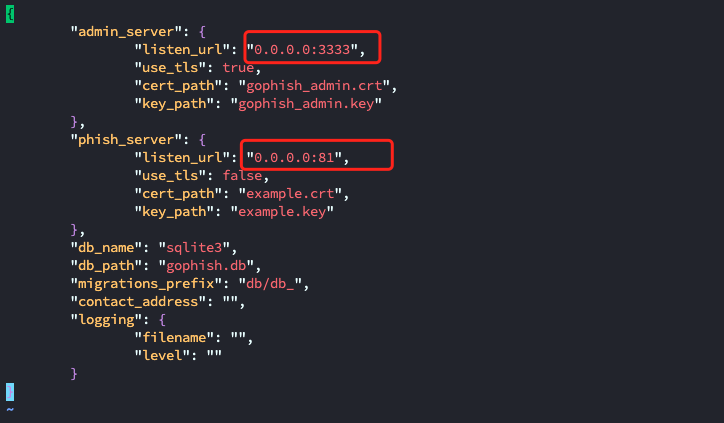 {
"admin_server": {
"listen_url": "0.0.0.0:3333",
"use_tls": true,
"cert_path": "gophish_admin.crt",
"key_path": "gophish_admin.key"
},
"phish_server": {
"listen_url": "0.0.0.0:81",
"use_tls": false,
"cert_path": "example.crt",
"key_path": "example.key"
},
"db_name": "sqlite3",
"db_path": "gophish.db",
"migrations_prefix": "db/db_",
"contact_address": "",
"logging": {
"filename": "",
"level": ""
}
}
~